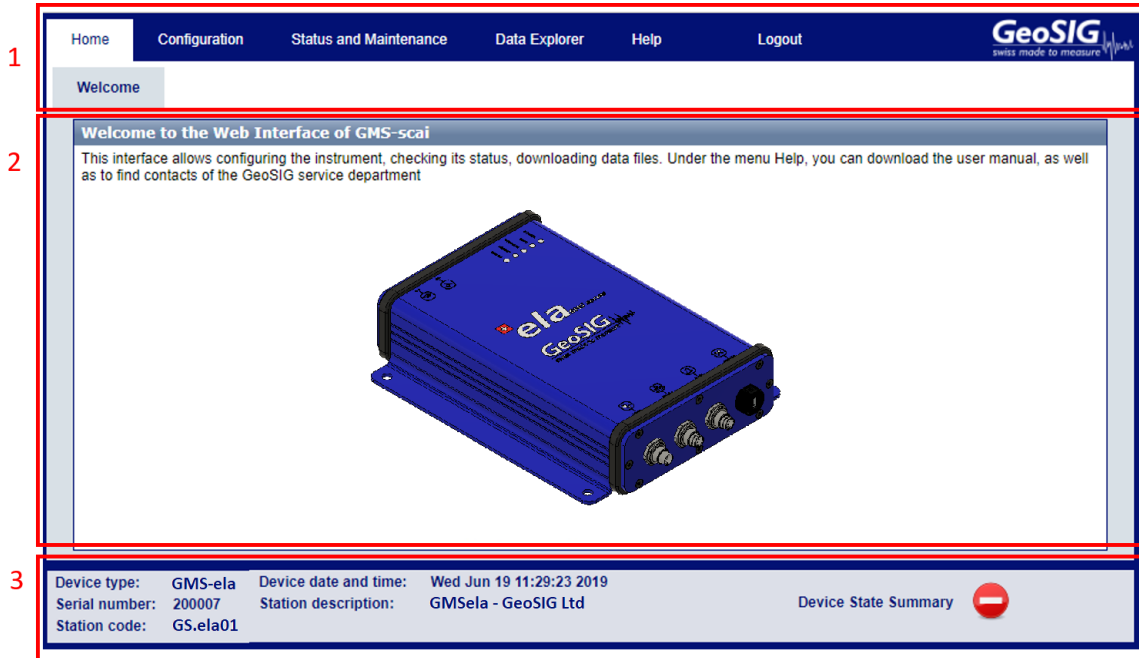 1
Home Configuration Status and Maintenance Data Explorer Help Logout
GeoSIG
swiss made to measure
Welcome
2
Welcome to the Web Interface of GMS-scai
This interface allows configuring the instrument, checking its status, downloading data files. Under the menu Help, you can download the user manual, as well
as to find contacts of the GeoSIG service department
ela
GeoSIG
3
Device type: GMS-ela Device date and time: Wed Jun 19 11:29:23 2019
Serial number: 200007 Station description: GMSela - GeoSIG Ltd Device State Summary
Station code: GS.ela01